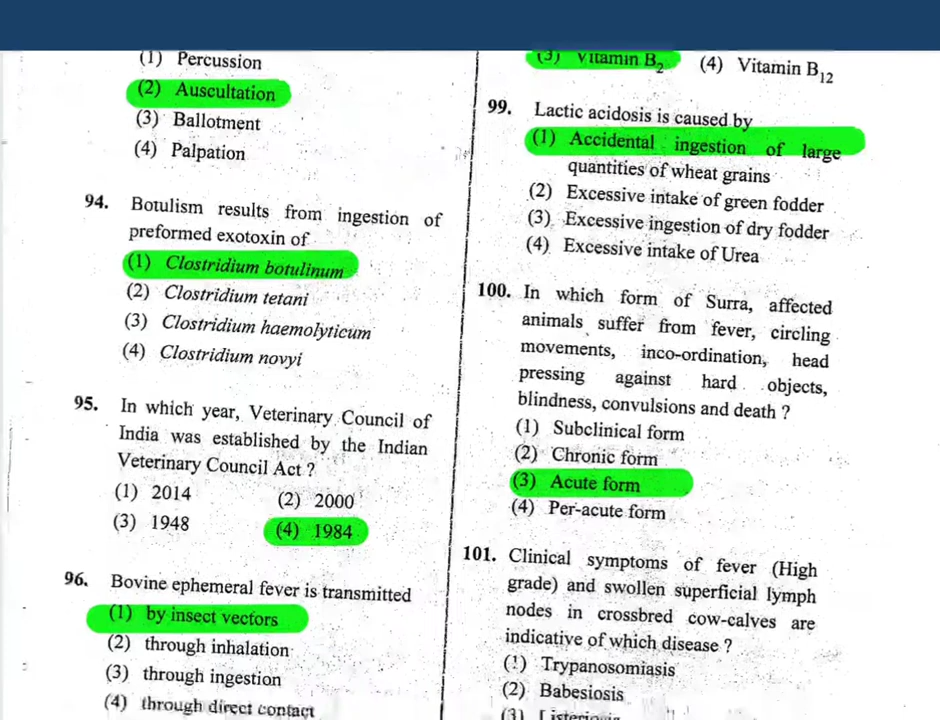 (1) Percussion
(2) Auscultation
(3) Ballotment
(4) Palpation
94. Botulism results from ingestion of
preformed exotoxin of
(1) Clostridium botulinum
(2) Clostridium tetani
(3) Clostridium haemolyticum
(4) Clostridium novyi
95. In which year, Veterinary Council of
India was established by the Indian
Veterinary Council Act ?
(1) 2014 (2) 2000
(3) 1948 (4) 1984
96. Bovine ephemeral fever is transmitted
(1) by insect vectors
(2) through inhalation
(3) through ingestion
(4) through direct contact
(3) Vitamin B2 (4) Vitamin B12
99. Lactic acidosis is caused by
(1) Accidental ingestion of large
quantities of wheat grains
(2) Excessive intake of green fodder
(3) Excessive ingestion of dry fodder
(4) Excessive intake of Urea
100. In which form of Surra, affected
animals suffer from fever, circling
movements, inco-ordination, head
pressing against hard objects,
blindness, convulsions and death ?
(1) Subclinical form
(2) Chronic form
(3) Acute form
(4) Per-acute form
101. Clinical symptoms of fever (High
grade) and swollen superficial lymph
nodes in crossbred cow-calves are
indicative of which disease ?
(1) Trypanosomiasis
(2) Babesiosis
(3)